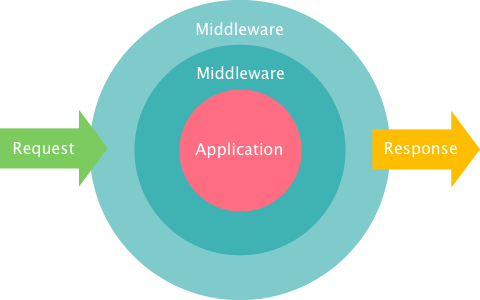 Middleware
Middleware
Request
Application
Response